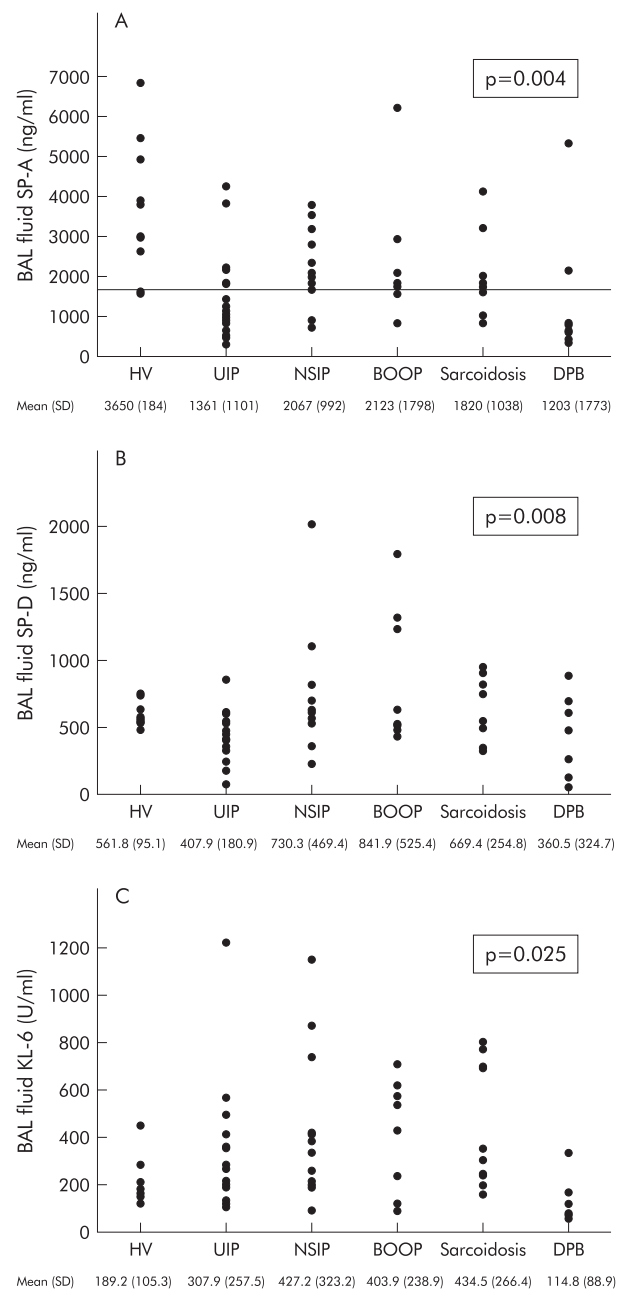 A
p=0.004
BAL fluid SP-A (ng/ml)
7000
6000
5000
4000
3000
2000
1000
0
HV UIP NSIP BOOP Sarcoidosis DPB
Mean (SD) 3650 (184) 1361 (1101) 2067 (992) 2123 (1798) 1820 (1038) 1203 (1773)
B
p=0.008
BAL fluid SP-D (ng/ml)
2000
1500
1000
500
0
HV UIP NSIP BOOP Sarcoidosis DPB
Mean (SD) 561.8 (95.1) 407.9 (180.9) 730.3 (469.4) 841.9 (525.4) 669.4 (254.8) 360.5 (324.7)
C
p=0.025
BAL fluid KL-6 (U/ml)
1200
1000
800
600
400
200
0
HV UIP NSIP BOOP Sarcoidosis DPB
Mean (SD) 189.2 (105.3) 307.9 (257.5) 427.2 (323.2) 403.9 (238.9) 434.5 (266.4) 114.8 (88.9)